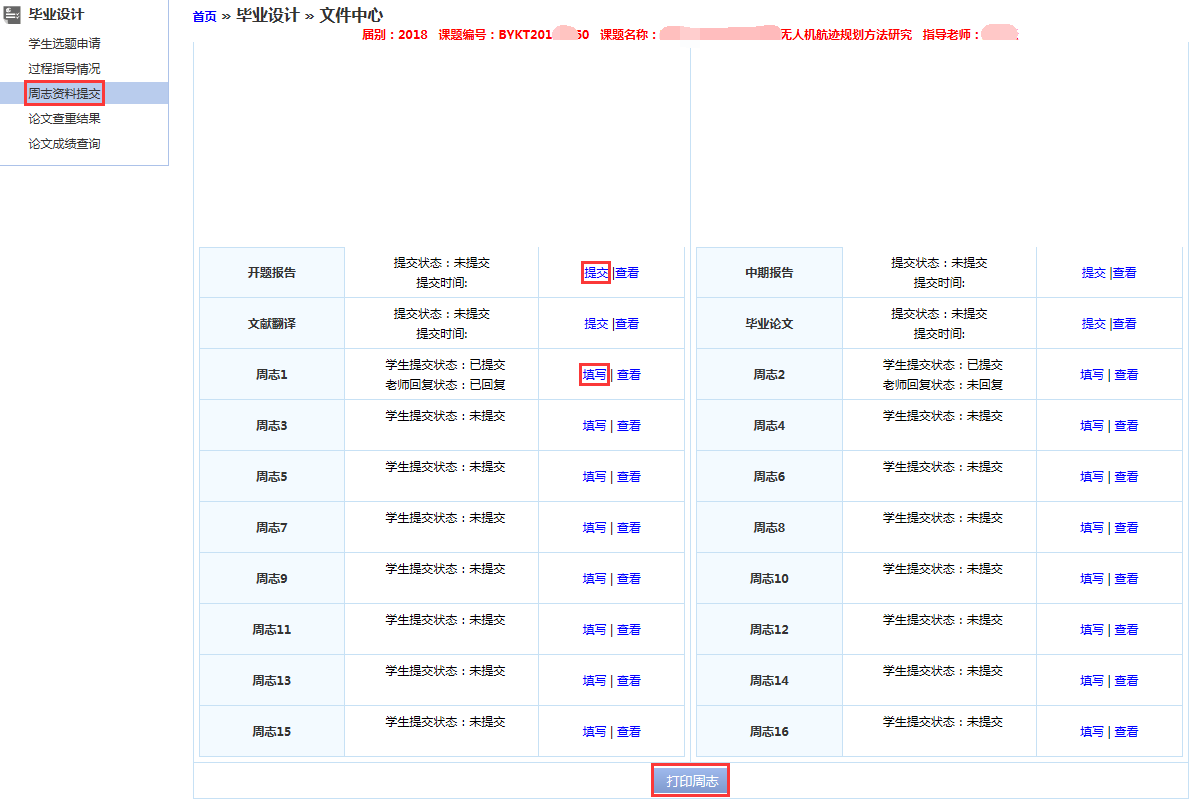 毕业设计
学生选题申请
过程指导情况
周志资料提交
论文查重结果
论文成绩查询
首页 » 毕业设计 » 文件中心
届别：2018 课题编号：BYKT201 60 课题名称： 无人机航迹规划方法研究 指导老师：
开题报告
提交状态：未提交
提交时间:
提交 |查看
中期报告
提交状态：未提交
提交时间:
提交 |查看
文献翻译
提交状态：未提交
提交时间:
提交 |查看
毕业论文
提交状态：未提交
提交时间:
提交 |查看
周志1
学生提交状态：已提交
老师回复状态：已回复
填写 | 查看
周志2
学生提交状态：已提交
老师回复状态：未回复
填写 | 查看
周志3
学生提交状态：未提交
填写 | 查看
周志4
学生提交状态：未提交
填写 | 查看
周志5
学生提交状态：未提交
填写 | 查看
周志6
学生提交状态：未提交
填写 | 查看
周志7
学生提交状态：未提交
填写 | 查看
周志8
学生提交状态：未提交
填写 | 查看
周志9
学生提交状态：未提交
填写 | 查看
周志10
学生提交状态：未提交
填写 | 查看
周志11
学生提交状态：未提交
填写 | 查看
周志12
学生提交状态：未提交
填写 | 查看
周志13
学生提交状态：未提交
填写 | 查看
周志14
学生提交状态：未提交
填写 | 查看
周志15
学生提交状态：未提交
填写 | 查看
周志16
学生提交状态：未提交
填写 | 查看
打印周志